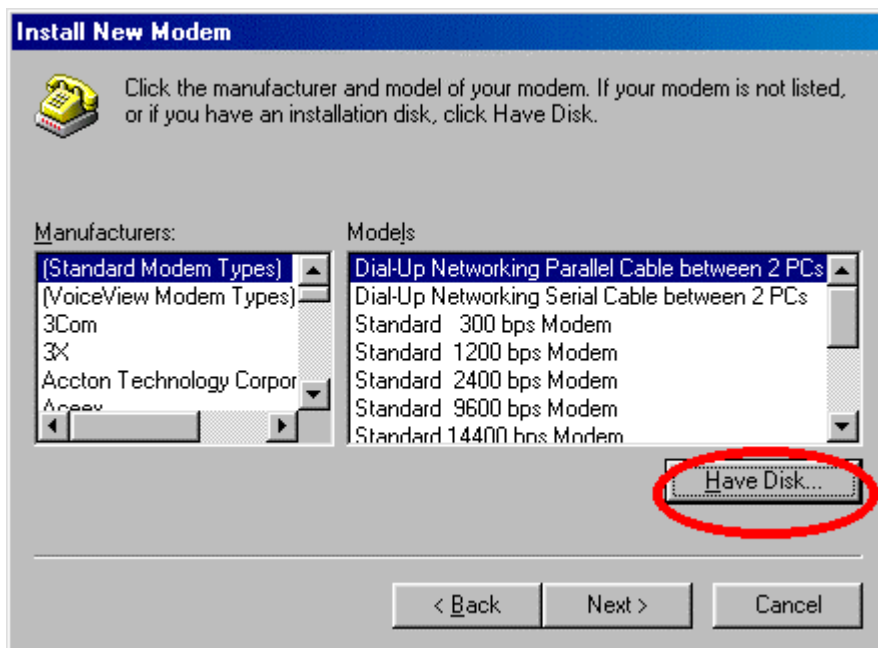 Install New Modem
Click the manufacturer and model of your modem. If your modem is not listed,
or if you have an installation disk, click Have Disk.
Manufacturers:
(Standard Modem Types)
(VoiceView Modem Types)
3Com
3X
Accton Technology Corpor
Aceex
Models
Dial-Up Networking Parallel Cable between 2 PCs
Dial-Up Networking Serial Cable between 2 PCs
Standard 300 bps Modem
Standard 1200 bps Modem
Standard 2400 bps Modem
Standard 9600 bps Modem
Standard 14400 bps Modem
Have Disk...
< Back
Next >
Cancel